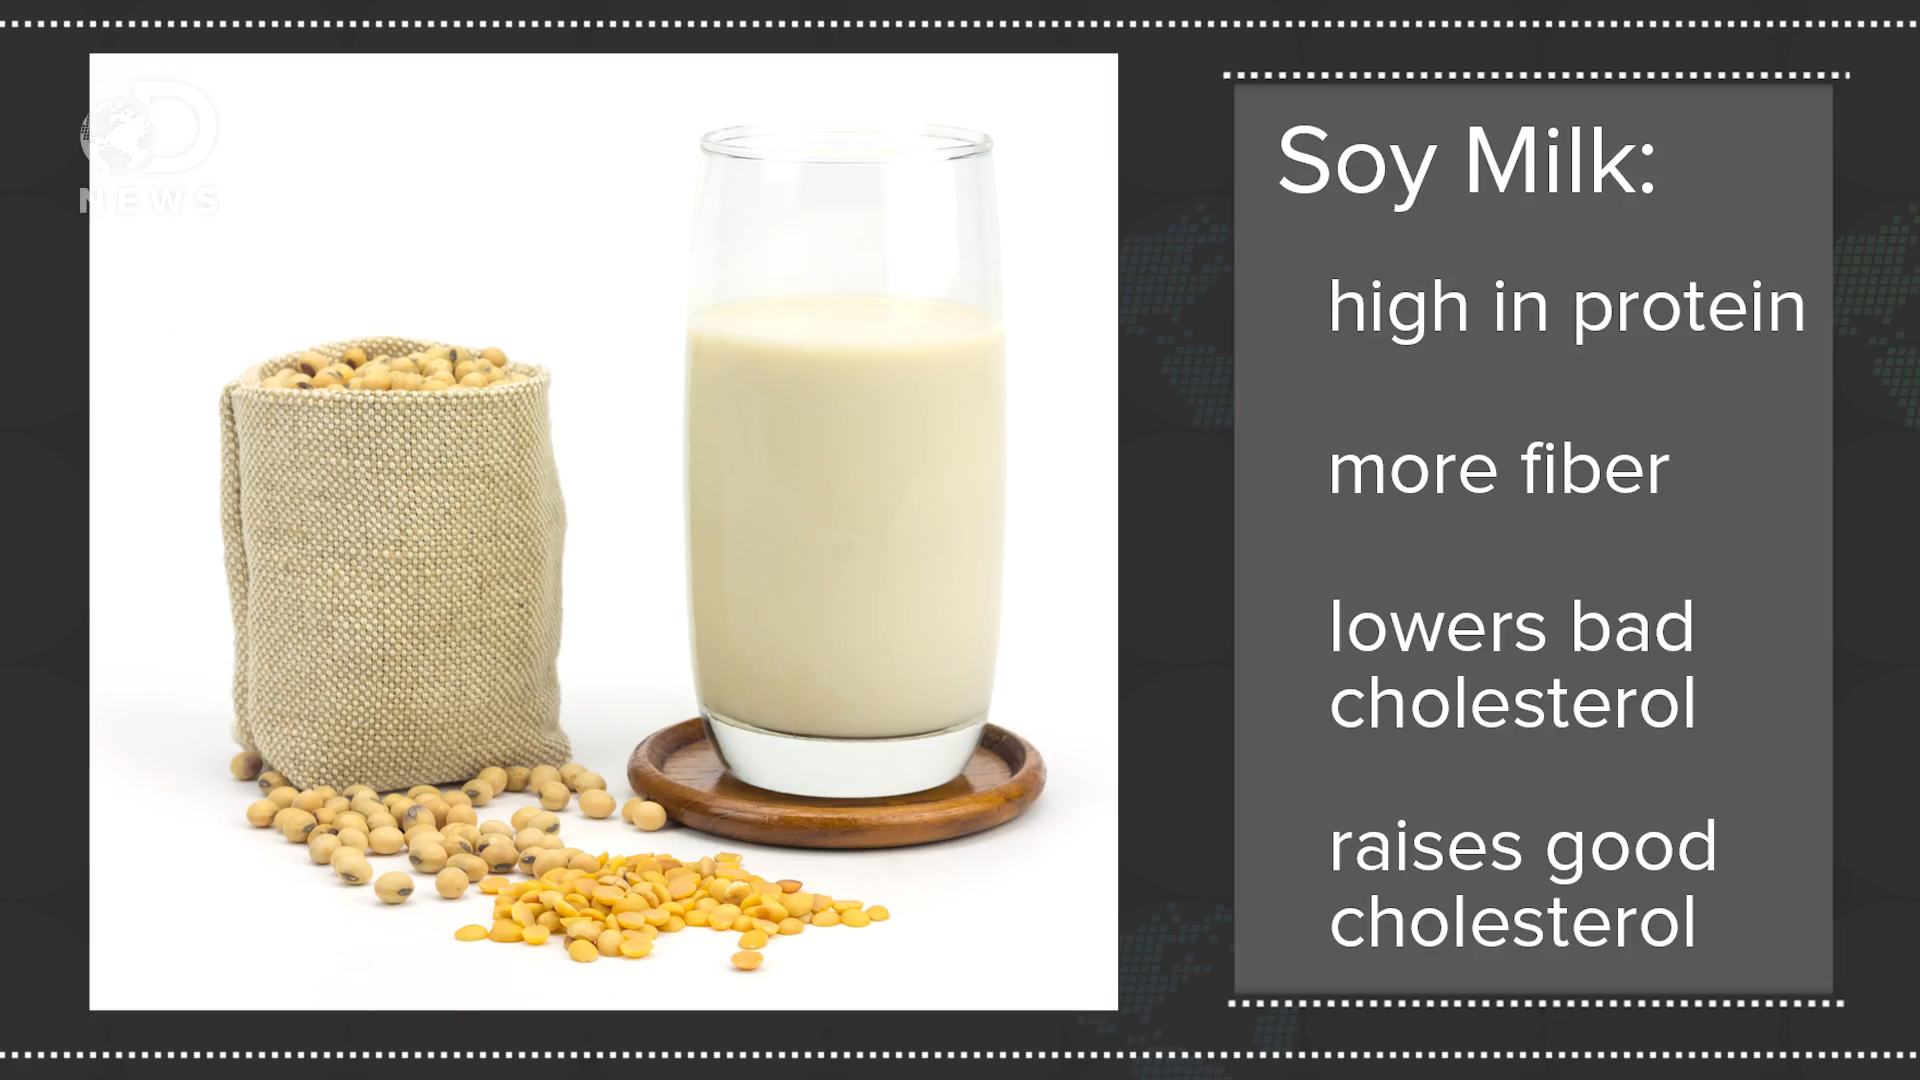 D
NEWS
Soy Milk:
high in protein
more fiber
lowers bad
cholesterol
raises good
cholesterol